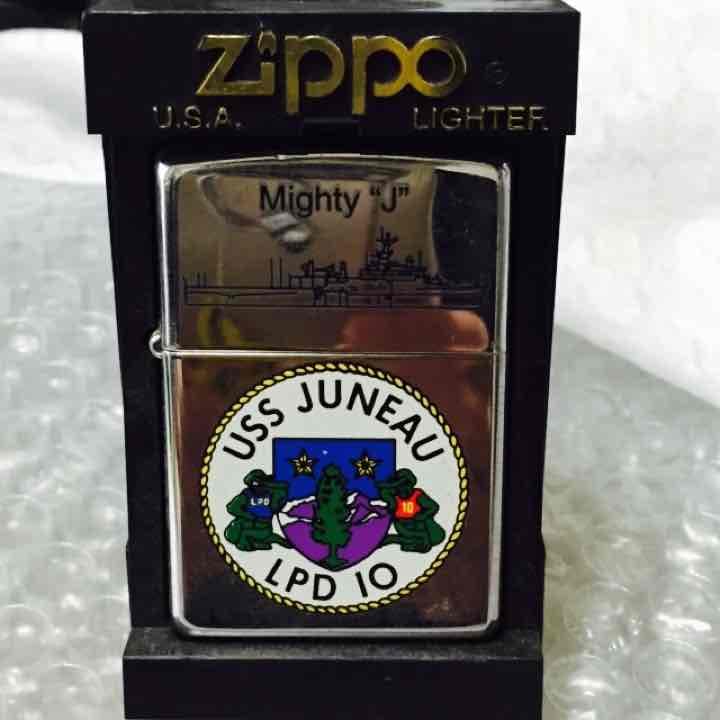 Zippo
U.S.A. LIGHTER
Mighty "J"
USS JUNEAU
LPD
10
LPD 10